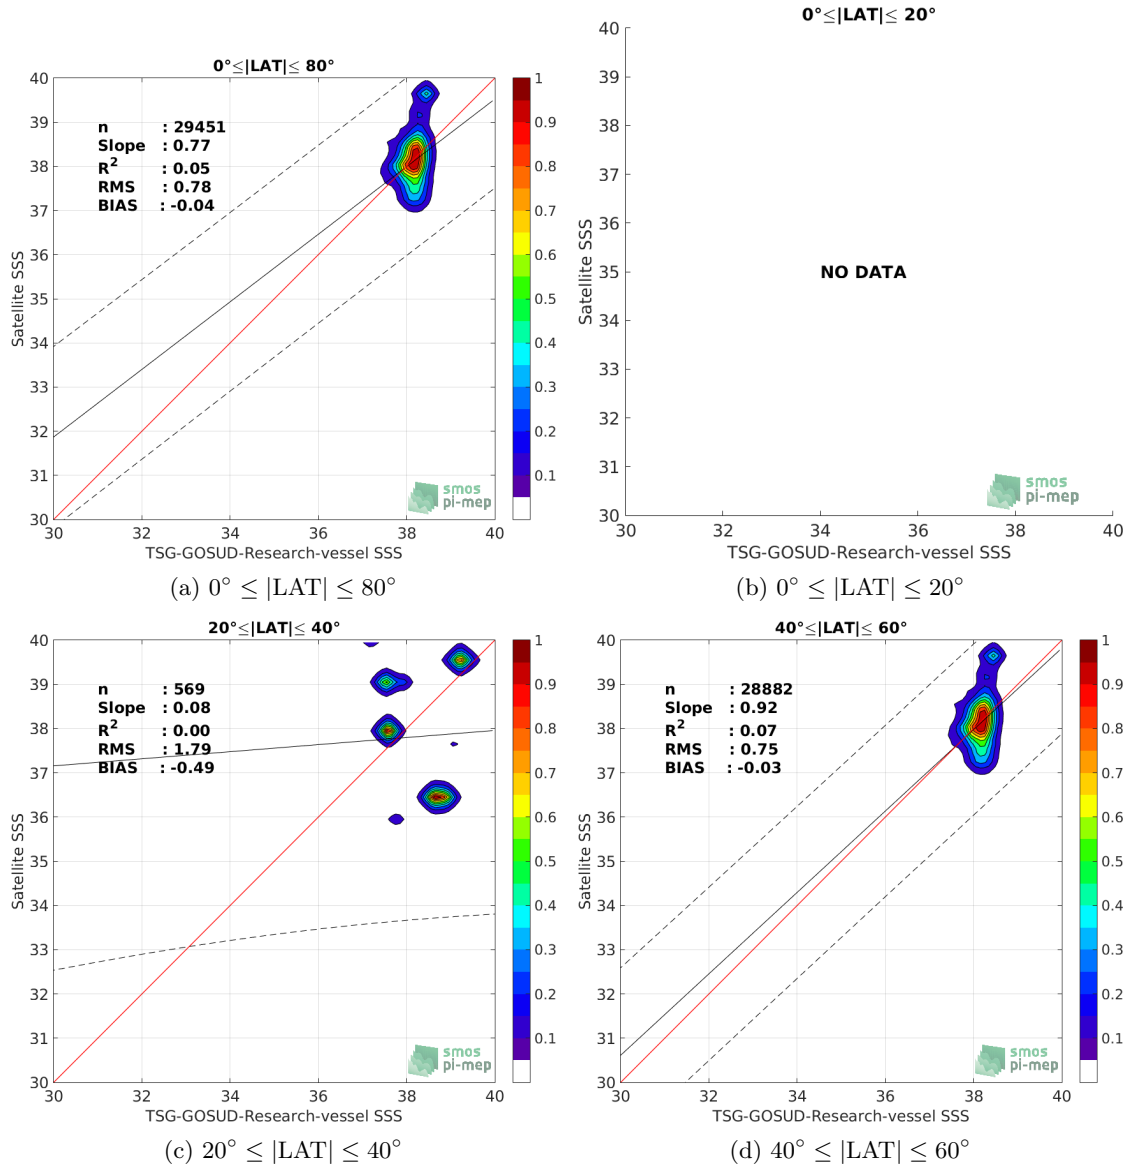 0°≤|LAT|≤ 80°
40
39
38
37
36
35
34
33
32
31
30
Satellite SSS
n : 29451
Slope : 0.77
R2 : 0.05
RMS : 0.78
BIAS : -0.04
smos
pi-mep
30 32 34 36 38 40
TSG-GOSUD-Research-vessel SSS
1
0.9
0.8
0.7
0.6
0.5
0.4
0.3
0.2
0.1
(a) 0° ≤ |LAT| ≤ 80°
0°≤|LAT|≤ 20°
40
39
38
37
36
35
34
33
32
31
30
Satellite SSS
NO DATA
smos
pi-mep
30 32 34 36 38 40
TSG-GOSUD-Research-vessel SSS
(b) 0° ≤ |LAT| ≤ 20°
20°≤|LAT|≤ 40°
40
39
38
37
36
35
34
33
32
31
30
Satellite SSS
n : 569
Slope : 0.08
R2 : 0.00
RMS : 1.79
BIAS : -0.49
smos
pi-mep
30 32 34 36 38 40
TSG-GOSUD-Research-vessel SSS
1
0.9
0.8
0.7
0.6
0.5
0.4
0.3
0.2
0.1
(c) 20° ≤ |LAT| ≤ 40°
40°≤|LAT|≤ 60°
40
39
38
37
36
35
34
33
32
31
30
Satellite SSS
n : 28882
Slope : 0.92
R2 : 0.07
RMS : 0.75
BIAS : -0.03
smos
pi-mep
30 32 34 36 38 40
TSG-GOSUD-Research-vessel SSS
1
0.9
0.8
0.7
0.6
0.5
0.4
0.3
0.2
0.1
(d) 40° ≤ |LAT| ≤ 60°